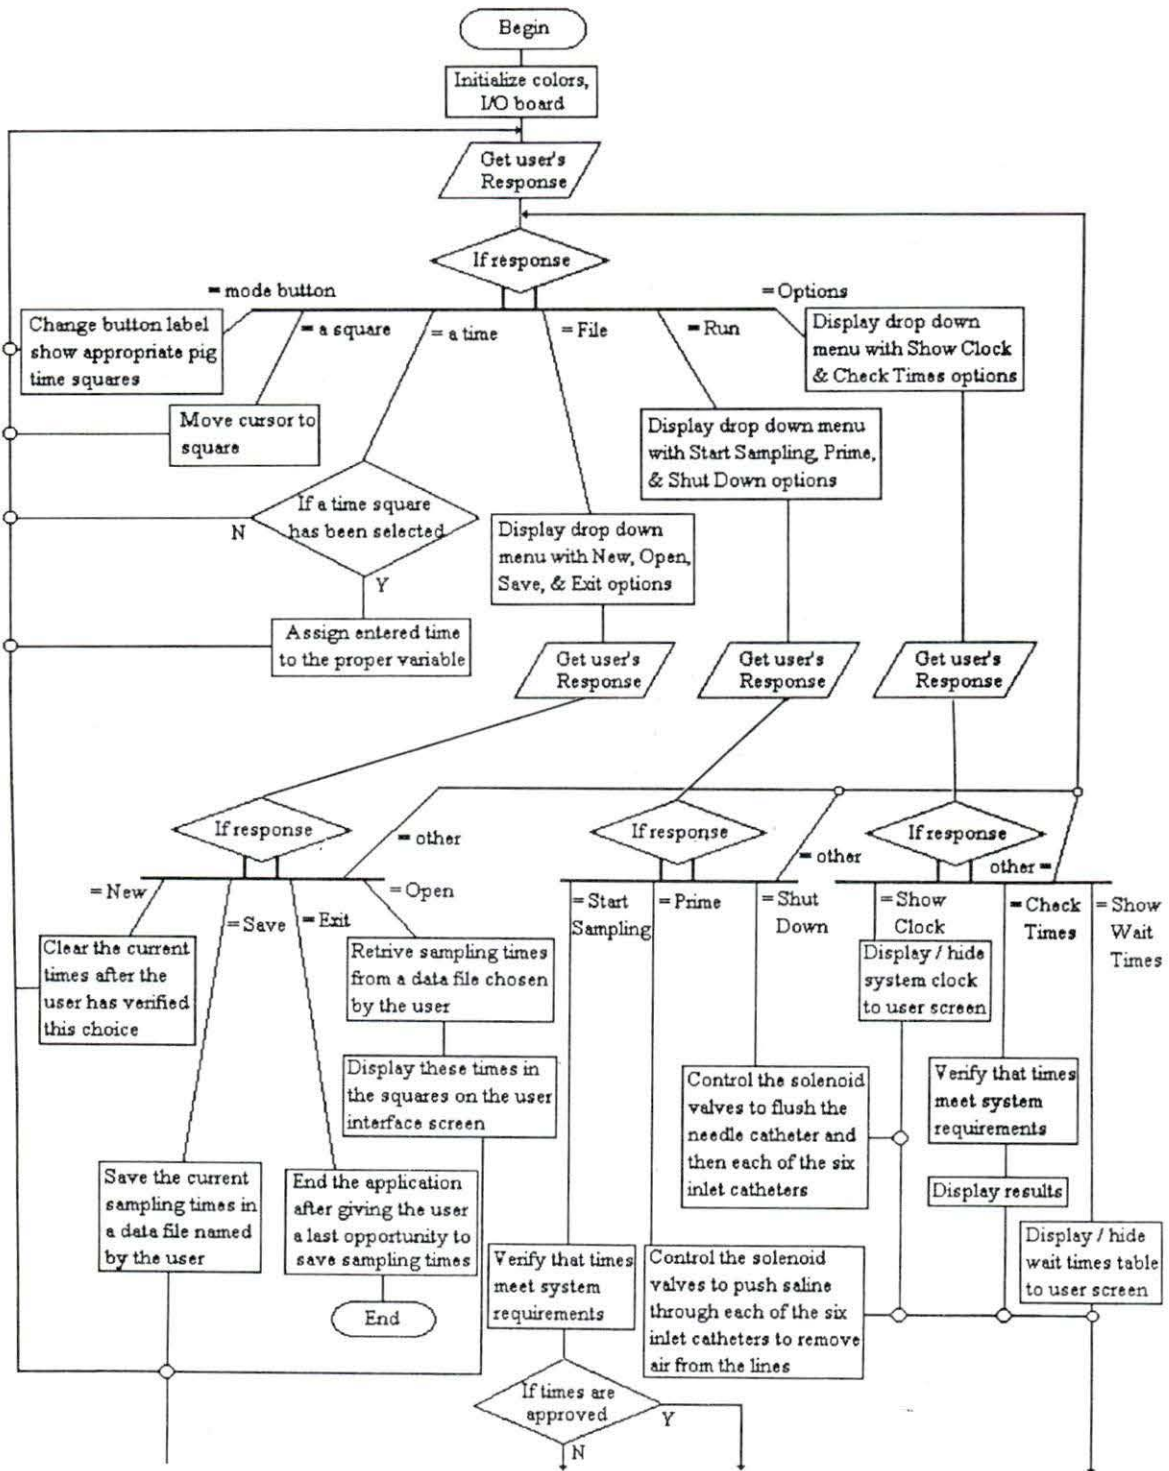 Begin
Initialize colors,
I/O board
Get user's
Response
If response
= mode button
= a square
= a time
= File
= Run
= Options
Change button label
show appropriate pig
time squares
Move cursor to
square
If a time square
has been selected
N
Y
Assign entered time
to the proper variable
Display drop down
menu with New, Open,
Save, & Exit options
Display drop down menu
with Start Sampling, Prime,
& Shut Down options
Display drop down
menu with Show Clock
& Check Times options
Get user's
Response
Get user's
Response
Get user's
Response
If response
= New
= Save
= Exit
= Open
= other
Clear the current
times after the
user has verified
this choice
Save the current
sampling times in
a data file named
by the user
End the application
after giving the user
a last opportunity to
save sampling times
End
Retrive sampling times
from a data file chosen
by the user
Display these times in
the squares on the user
interface screen
If response
= Start
Sampling
= Prime
= Shut
Down
= other
Verify that times
meet system
requirements
If times are
approved
Y
N
Control the solenoid
valves to push saline
through each of the six
inlet catheters to remove
air from the lines
Control the solenoid
valves to flush the
needle catheter and
then each of the six
inlet catheters
If response
other =
= Show
Clock
= Check
Times
= Show
Wait
Times
Display / hide
system clock
to user screen
Verify that times
meet system
requirements
Display results
Display / hide
wait times table
to user screen